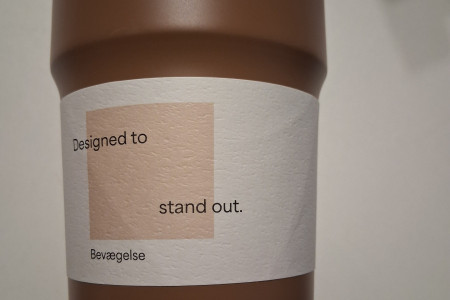 Designed to
stand out.
Bevægelse